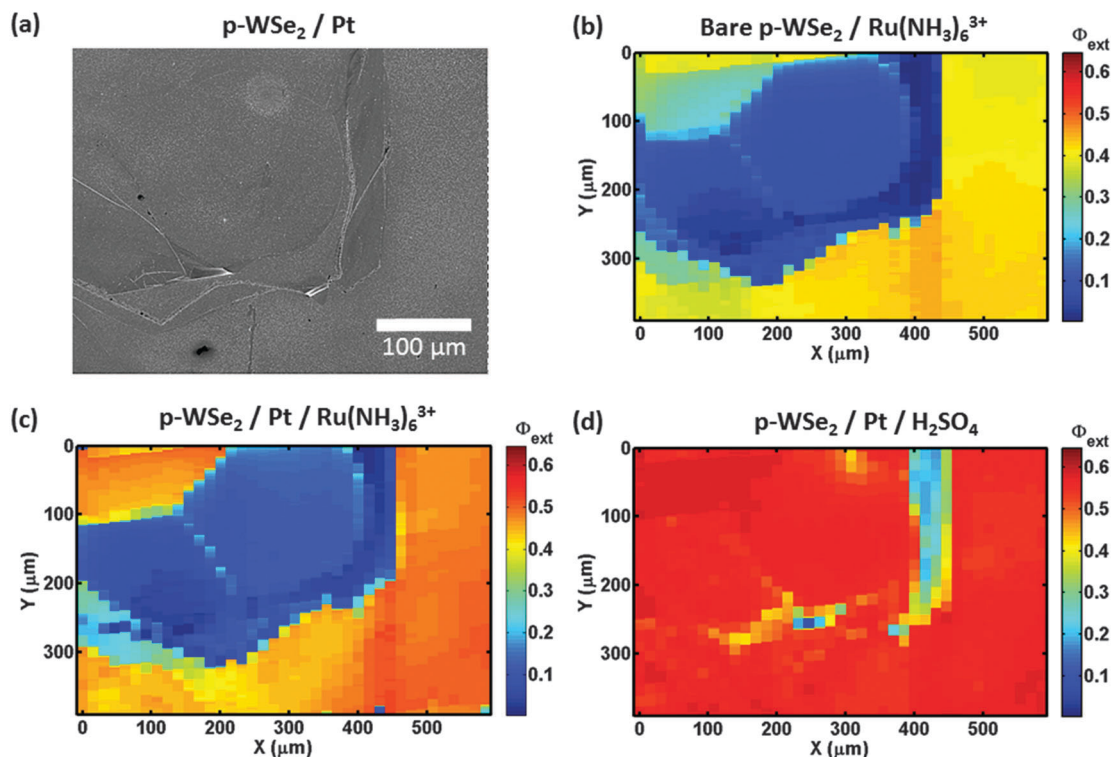 (a)
p-WSe₂ / Pt
100 μm
(b)
Bare p-WSe₂ / Ru(NH₃)₆³⁺
Φext
0
100
200
300
Y (μm)
0 100 200 300 400 500
X (μm)
0.6
0.5
0.4
0.3
0.2
0.1
(c)
p-WSe₂ / Pt / Ru(NH₃)₆³⁺
Φext
0
100
200
300
Y (μm)
0 100 200 300 400 500
X (μm)
0.6
0.5
0.4
0.3
0.2
0.1
(d)
p-WSe₂ / Pt / H₂SO₄
Φext
0
100
200
300
Y (μm)
0 100 200 300 400 500
X (μm)
0.6
0.5
0.4
0.3
0.2
0.1